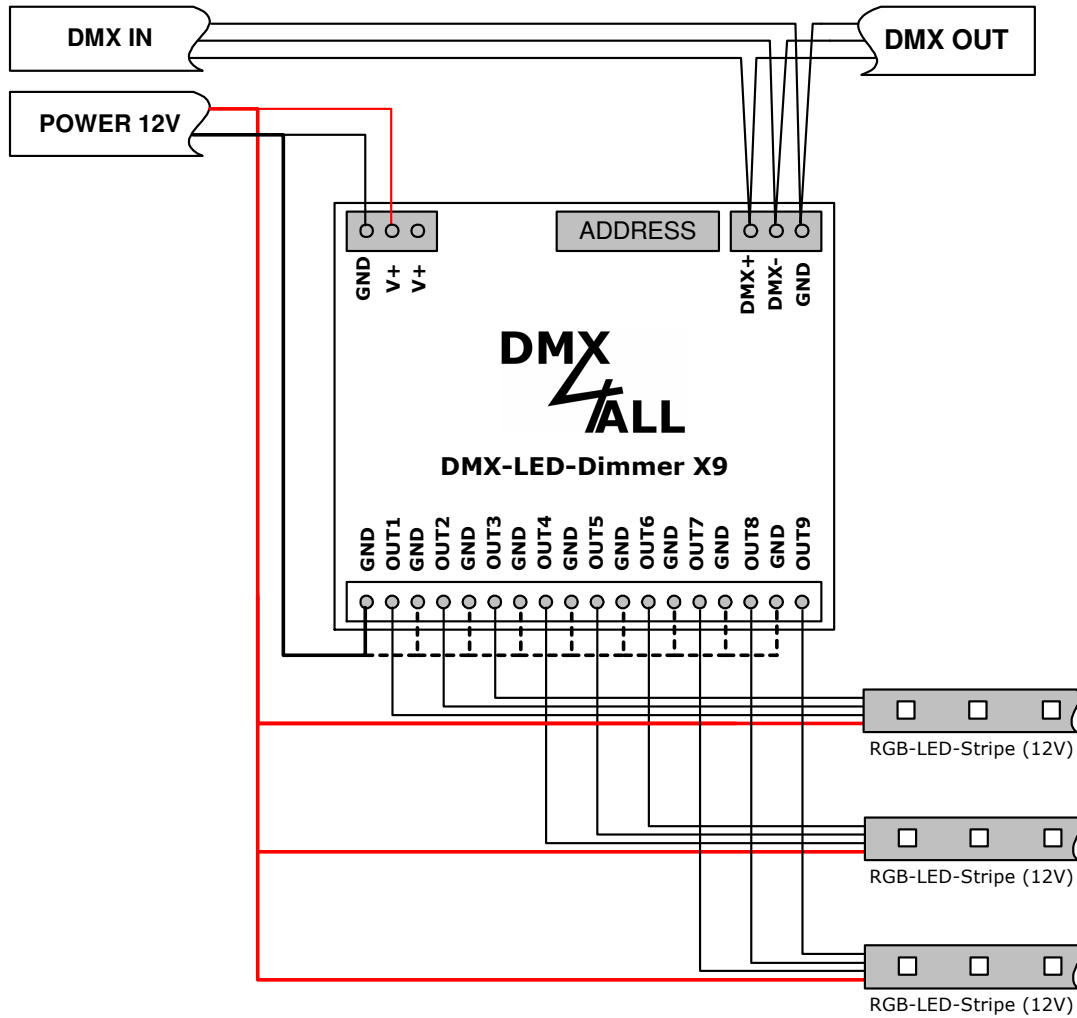 DMX IN
DMX OUT
POWER 12V
ADDRESS
GND
V+
V+
DMX+
DMX-
GND
DMX
4ALL
DMX-LED-Dimmer X9
GND
OUT1
GND
OUT2
GND
OUT3
GND
OUT4
GND
OUT5
GND
OUT6
GND
OUT7
GND
OUT8
GND
OUT9
RGB-LED-Stripe (12V)
RGB-LED-Stripe (12V)
RGB-LED-Stripe (12V)